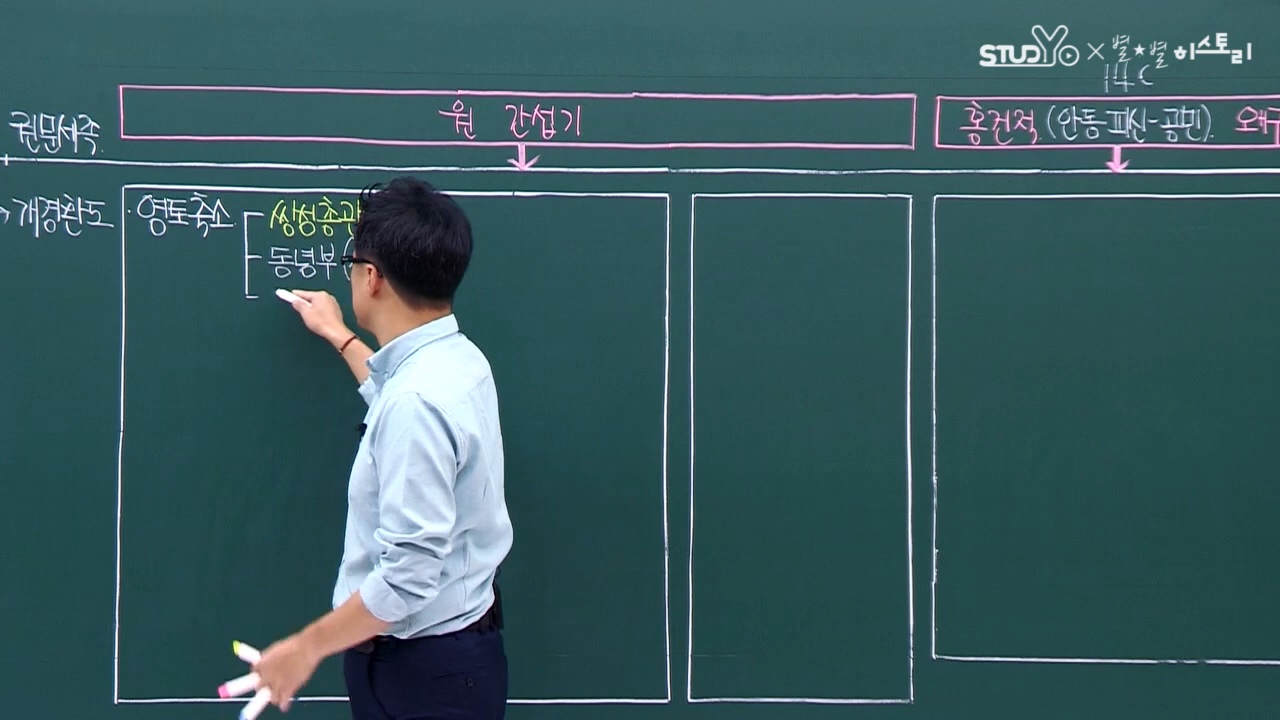 STUDYO × 별★별 히스토리
14C
권문세족
원 간섭기
홍건적 (안동 피신-공민). 왜구
→ 개경환도
· 영토축소
쌍성총관
동녕부 (